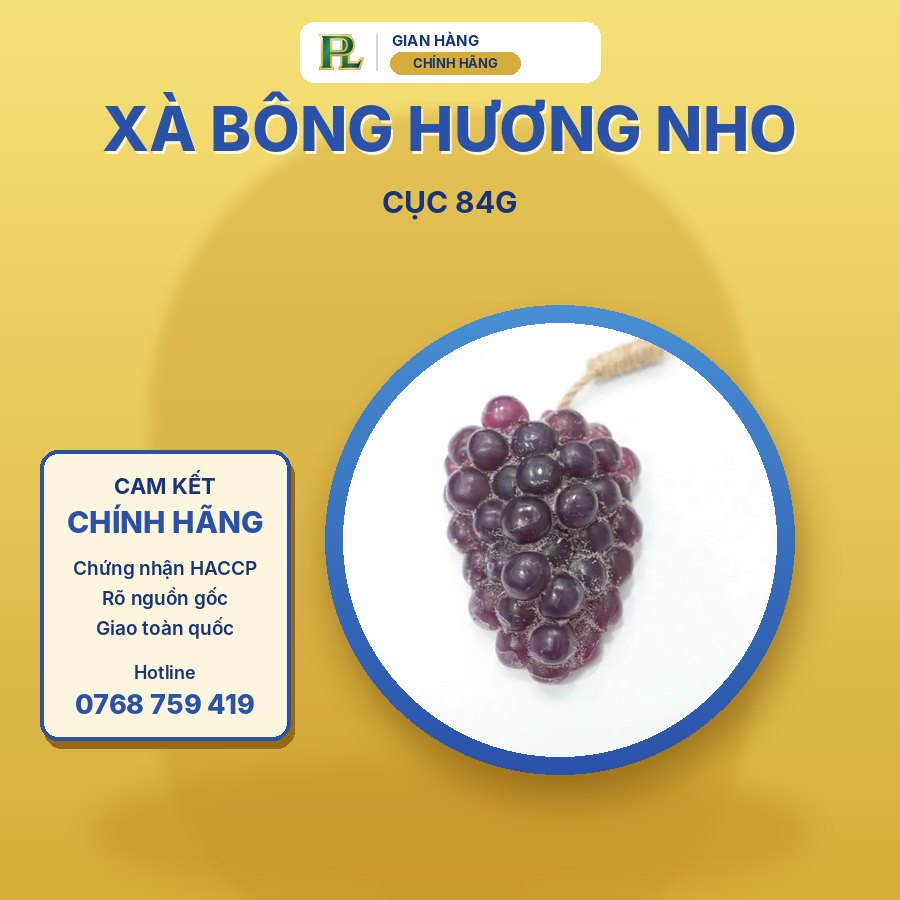 PL
GIAN HÀNG
CHÍNH HÃNG
XÀ BÔNG HƯƠNG NHO
CỤC 84G
CAM KẾT
CHÍNH HÃNG
Chứng nhận HACCP
Rõ nguồn gốc
Giao toàn quốc
Hotline
0768 759 419